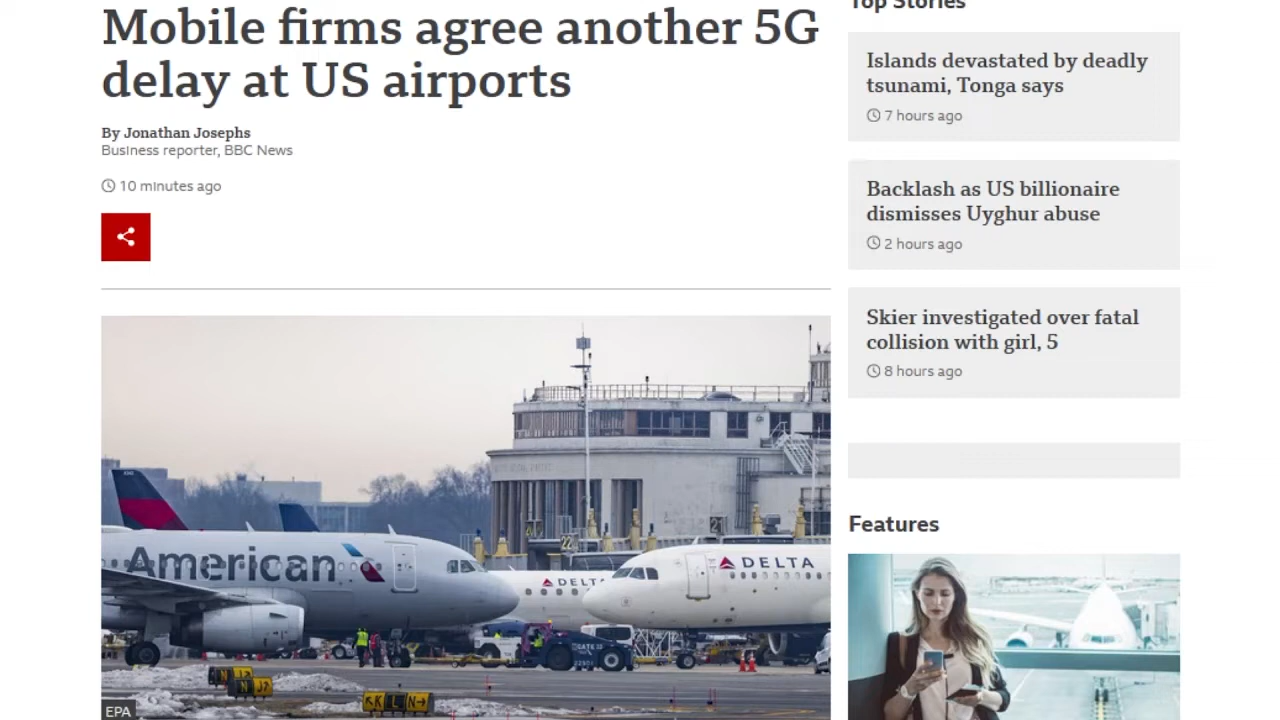 Mobile firms agree another 5G
delay at US airports
By Jonathan Josephs
Business reporter, BBC News
10 minutes ago
American
DELTA
DELTA
22
21
N
N
K L N
EPA
Top Stories
Islands devastated by deadly
tsunami, Tonga says
7 hours ago
Backlash as US billionaire
dismisses Uyghur abuse
2 hours ago
Skier investigated over fatal
collision with girl, 5
8 hours ago
Features